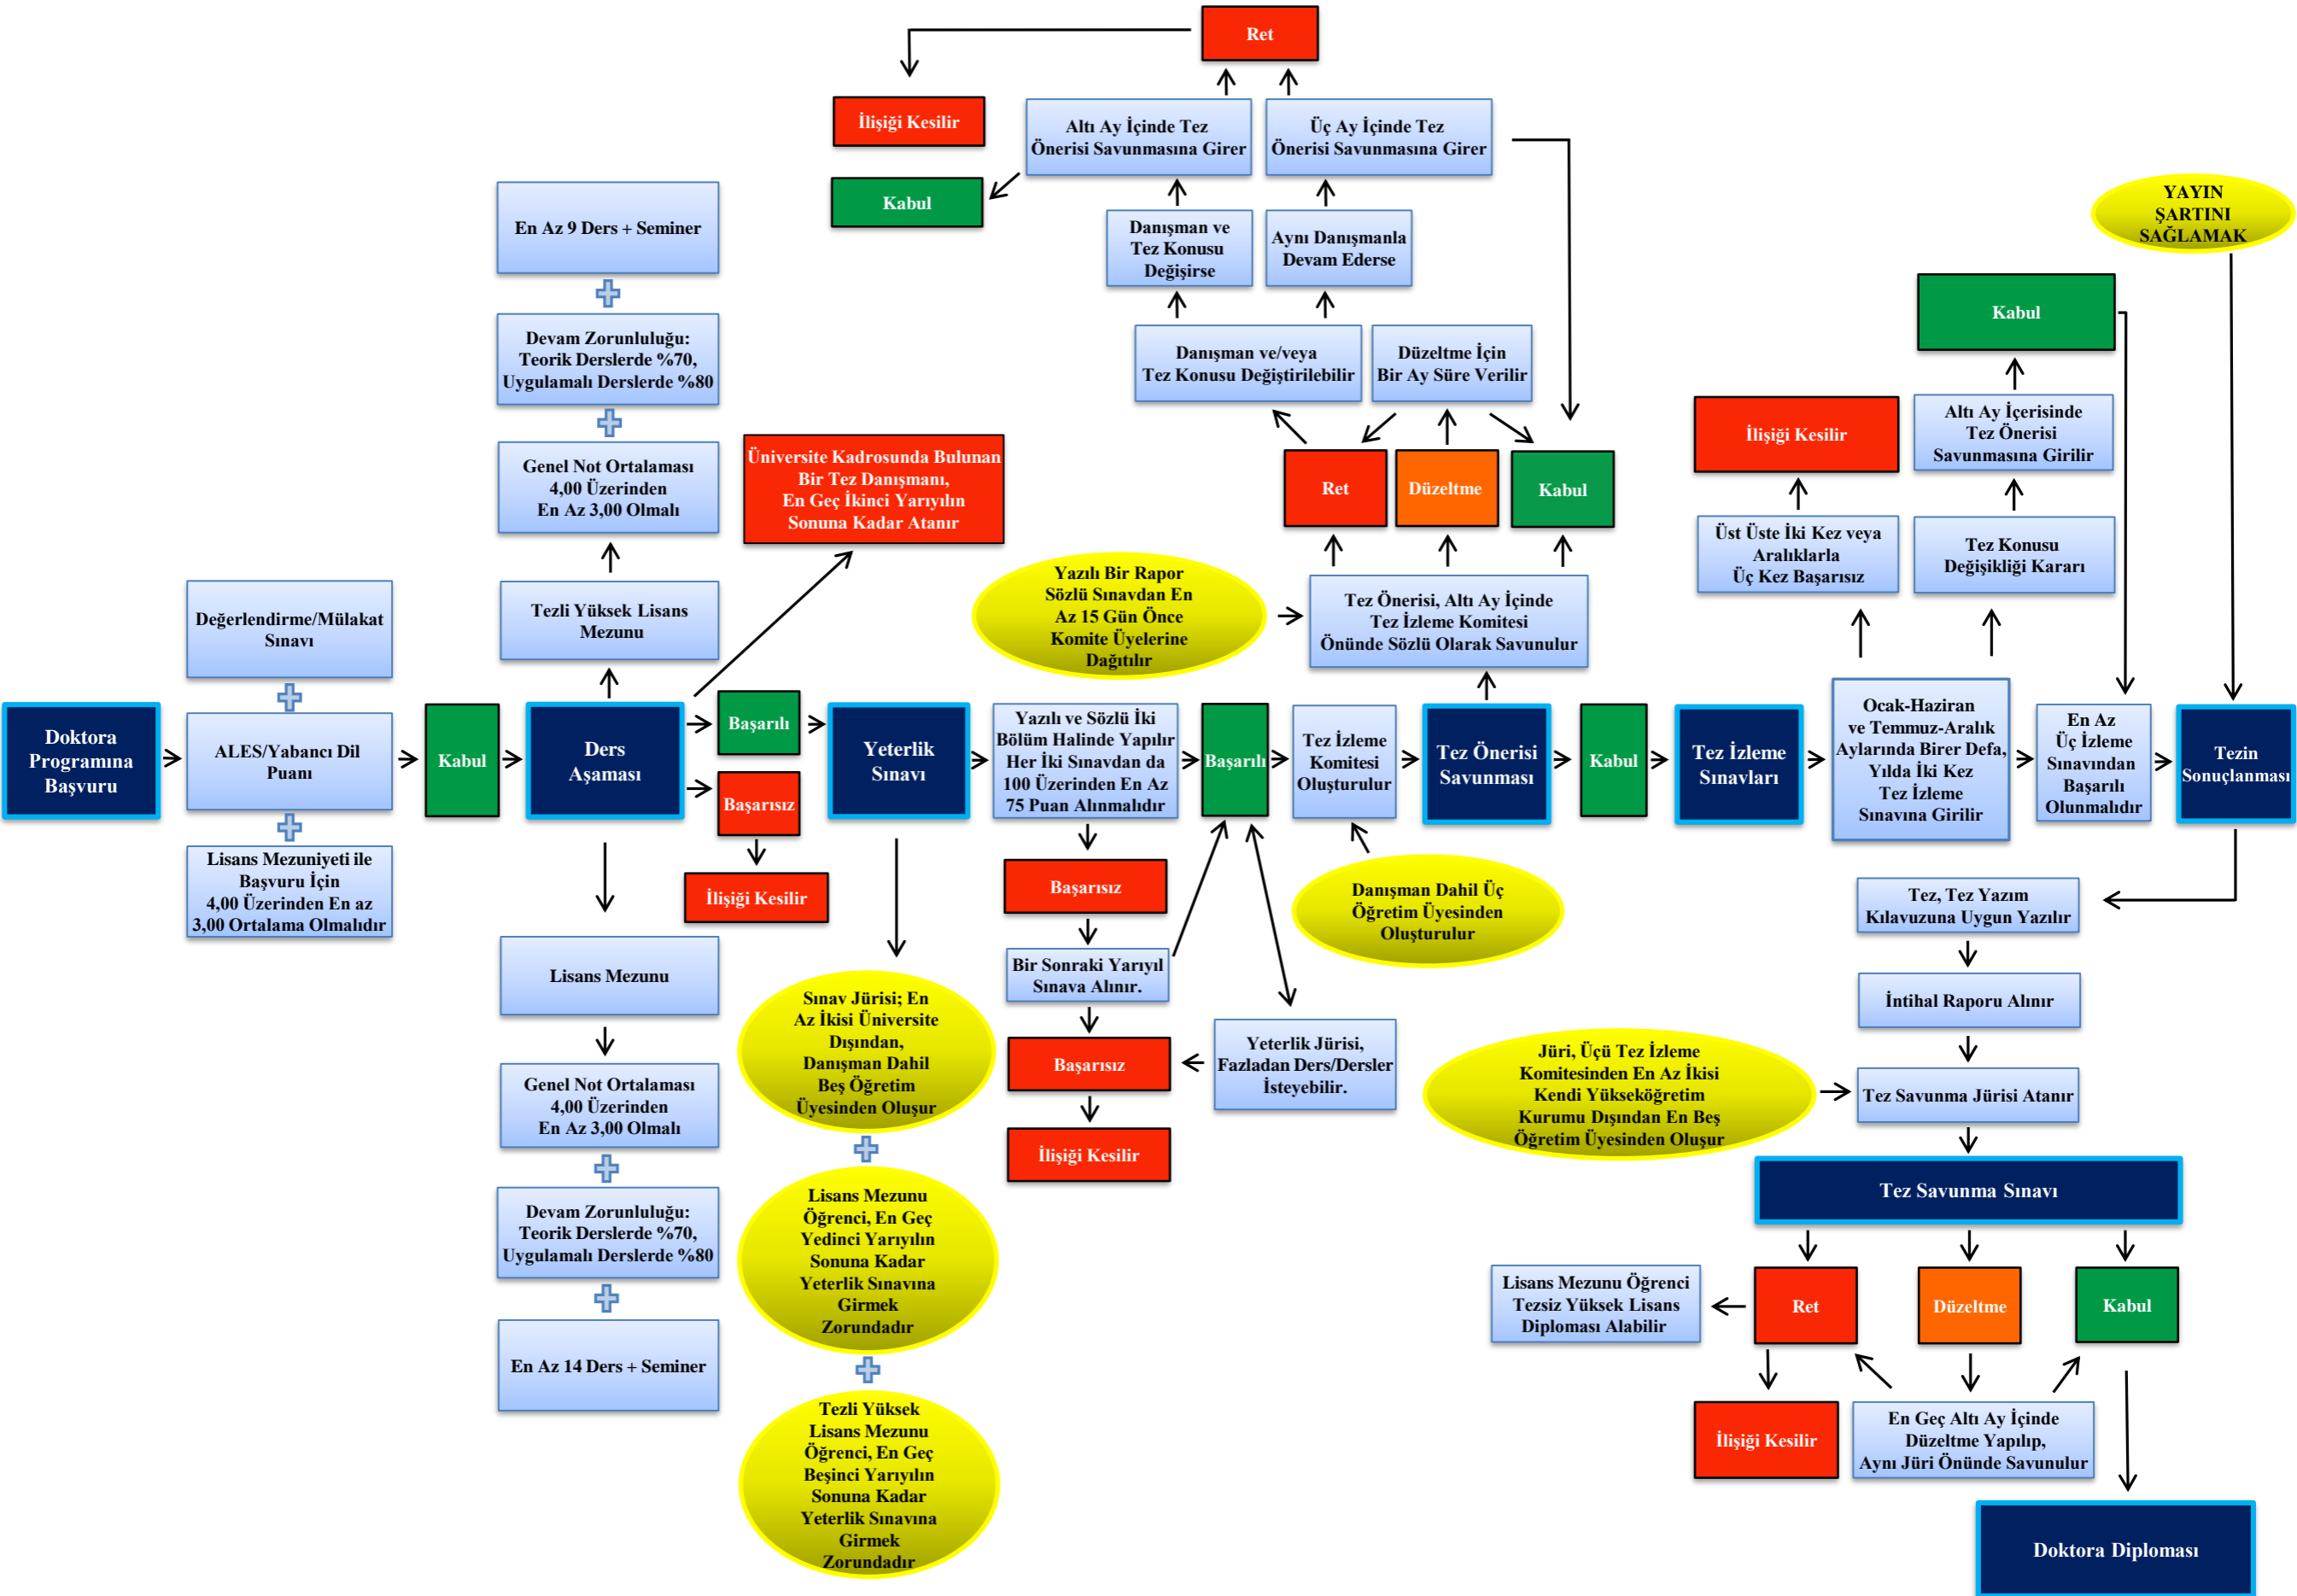 Ret
İlişiği Kesilir
Altı Ay İçinde Tez
Önerisi Savunmasına Girer
Üç Ay İçinde Tez
Önerisi Savunmasına Girer
Kabul
Danışman ve
Tez Konusu
Değişirse
Aynı Danışmanla
Devam Ederse
YAYIN
ŞARTINI
SAĞLAMAK
En Az 9 Ders + Seminer
Devam Zorunluluğu:
Teorik Derslerde %70,
Uygulamalı Derslerde %80
Danışman ve/veya
Tez Konusu Değiştirilebilir
Düzeltme İçin
Bir Ay Süre Verilir
Kabul
Genel Not Ortalaması
4,00 Üzerinden
En Az 3,00 Olmalı
Üniversite Kadrosunda Bulunan
Bir Tez Danışmanı,
En Geç İkinci Yarıyılın
Sonuna Kadar Atanır
Ret
Düzeltme
Kabul
İlişiği Kesilir
Altı Ay İçerisinde
Tez Önerisi
Savunmasına Girilir
Üst Üste İki Kez veya
Aralıklarla
Üç Kez Başarısız
Tez Konusu
Değişikliği Kararı
Değerlendirme/Mülakat
Sınavı
Tezli Yüksek Lisans
Mezunu
Yazılı Bir Rapor
Sözlü Sınavdan En
Az 15 Gün Önce
Komite Üyelerine
Dağıtılır
Tez Önerisi, Altı Ay İçinde
Tez İzleme Komitesi
Önünde Sözlü Olarak Savunulur
Doktora
Programına
Başvuru
ALES/Yabancı Dil
Puanı
Kabul
Ders
Aşaması
Başarılı
Başarısız
İlişiği Kesilir
Yeterlik
Sınavı
Yazılı ve Sözlü İki
Bölüm Halinde Yapılır
Her İki Sınavdan da
100 Üzerinden En Az
75 Puan Alınmalıdır
Başarılı
Tez İzleme
Komitesi
Oluşturulur
Tez Önerisi
Savunması
Kabul
Tez İzleme
Sınavları
Ocak-Haziran
ve Temmuz-Aralık
Aylarında Birer Defa,
Yılda İki Kez
Tez İzleme
Sınavına Girilir
En Az
Üç İzleme
Sınavından
Başarılı
Olunmalıdır
Tezin
Sonuçlanması
Lisans Mezuniyeti ile
Başvuru İçin
4,00 Üzerinden En az
3,00 Ortalama Olmalıdır
Lisans Mezunu
Genel Not Ortalaması
4,00 Üzerinden
En Az 3,00 Olmalı
Devam Zorunluluğu:
Teorik Derslerde %70,
Uygulamalı Derslerde %80
En Az 14 Ders + Seminer
Sınav Jürisi; En
Az İkisi Üniversite
Dışından,
Danışman Dahil
Beş Öğretim
Üyesinden Oluşur
Lisans Mezunu
Öğrenci, En Geç
Yedinci Yarıyılın
Sonuna Kadar
Yeterlik Sınavına
Girmek
Zorundadır
Tezli Yüksek
Lisans Mezunu
Öğrenci, En Geç
Beşinci Yarıyılın
Sonuna Kadar
Yeterlik Sınavına
Girmek
Zorundadır
Başarısız
Bir Sonraki Yarıyıl
Sınava Alınır.
Başarısız
İlişiği Kesilir
Yeterlik Jürisi,
Fazladan Ders/Dersler
İsteyebilir.
Danışman Dahil Üç
Öğretim Üyesinden
Oluşturulur
Tez, Tez Yazım
Kılavuzuna Uygun Yazılır
İntihal Raporu Alınır
Jüri, Üçü Tez İzleme
Komitesinden En Az İkisi
Kendi Yükseköğretim
Kurumu Dışından En Beş
Öğretim Üyesinden Oluşur
Tez Savunma Jürisi Atanır
Tez Savunma Sınavı
Lisans Mezunu Öğrenci
Tezsiz Yüksek Lisans
Diploması Alabilir
Ret
Düzeltme
Kabul
İlişiği Kesilir
En Geç Altı Ay İçinde
Düzeltme Yapılıp,
Aynı Jüri Önünde Savunulur
Doktora Diploması